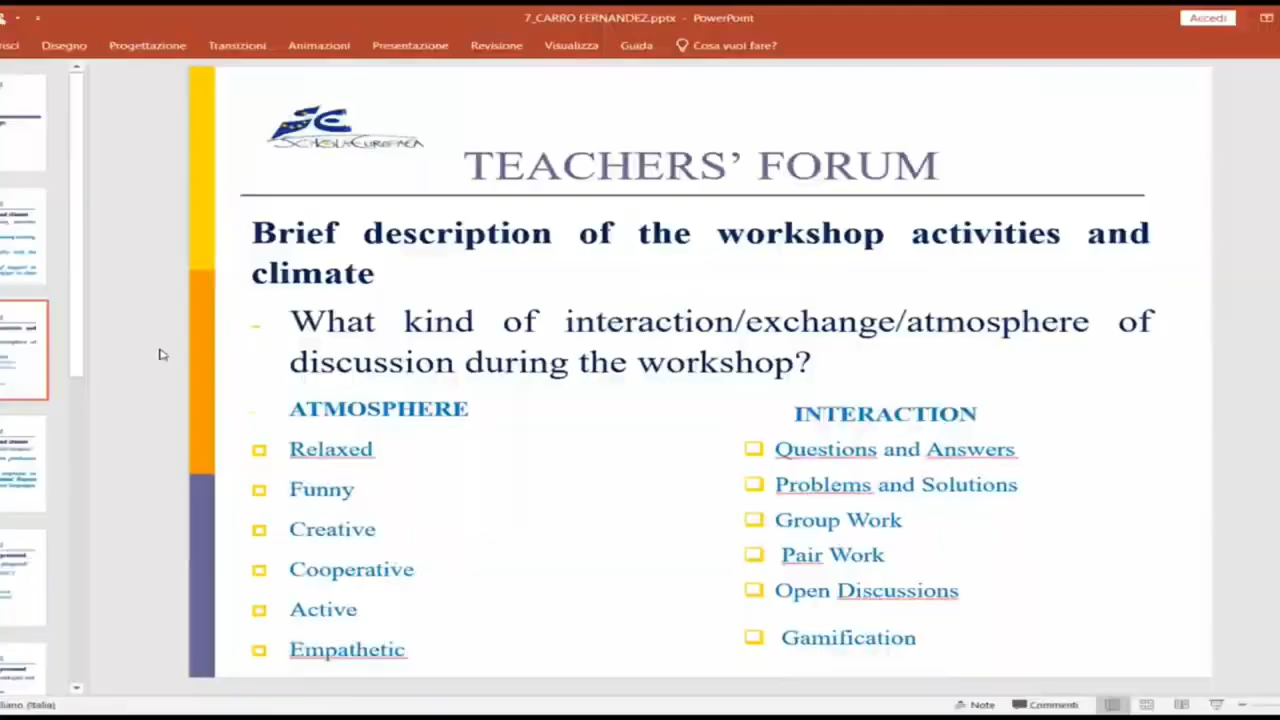 7_CARRO FERNANDEZ.pptx - PowerPoint
Accedi
Disegno Progettazione Transizioni Animazioni Presentazione Revisione Visualizza Guida Cosa vuoi fare?
SCHOLA EUROPAEA
TEACHERS' FORUM
Brief description of the workshop activities and
climate
- What kind of interaction/exchange/atmosphere of
discussion during the workshop?
ATMOSPHERE
Relaxed
Funny
Creative
Cooperative
Active
Empathetic
INTERACTION
Questions and Answers
Problems and Solutions
Group Work
Pair Work
Open Discussions
Gamification
(Italia)
Note Commenti